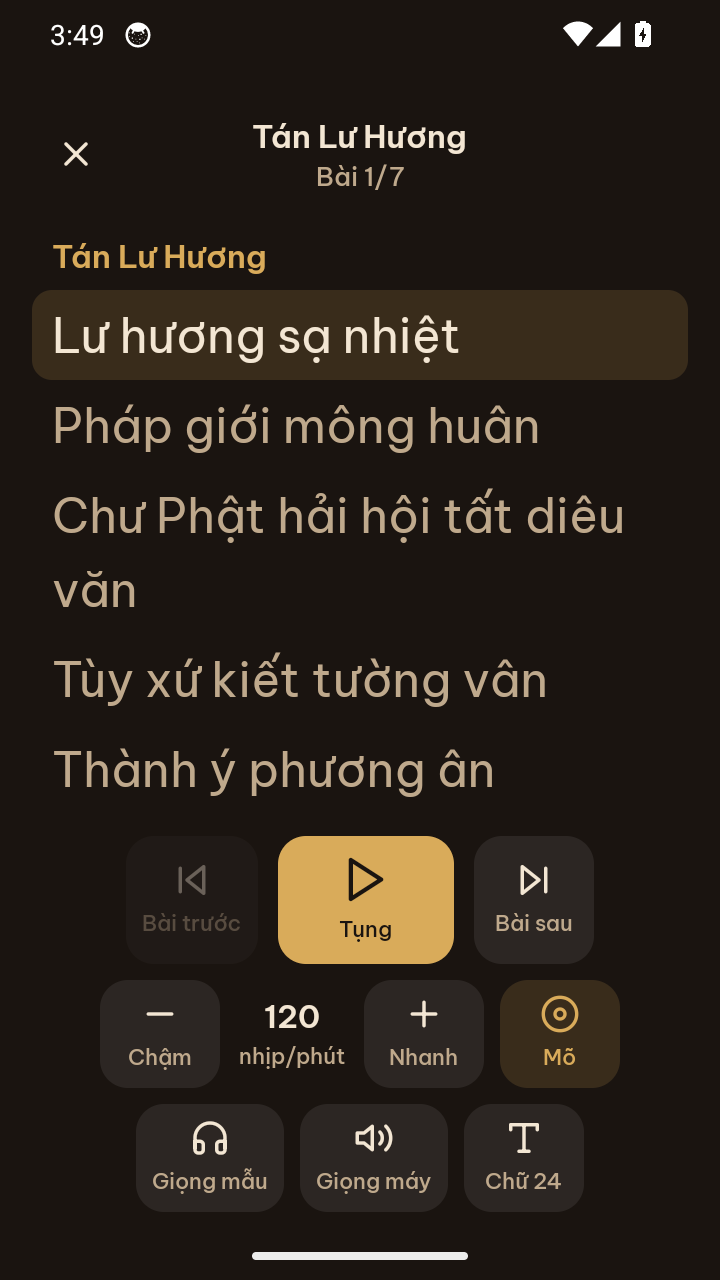 3:49
Tán Lư Hương
Bài 1/7
Tán Lư Hương
Lư hương sạ nhiệt
Pháp giới mông huân
Chư Phật hải hội tất diêu
văn
Tùy xứ kiết tường vân
Thành ý phương ân
Bài trước
Tụng
Bài sau
Chậm
120
nhịp/phút
Nhanh
Mõ
Giọng mẫu
Giọng máy
Chữ 24